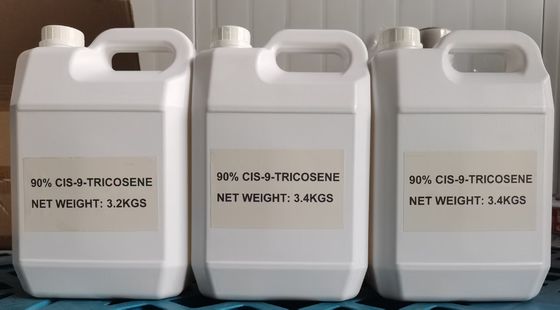 90% CIS-9-TRICOSENE
NET WEIGHT: 3.2KGS
90% CIS-9-TRICOSENE
NET WEIGHT: 3.4KGS
90% CIS-9-TRICOSENE
NET WEIGHT: 3.4KGS